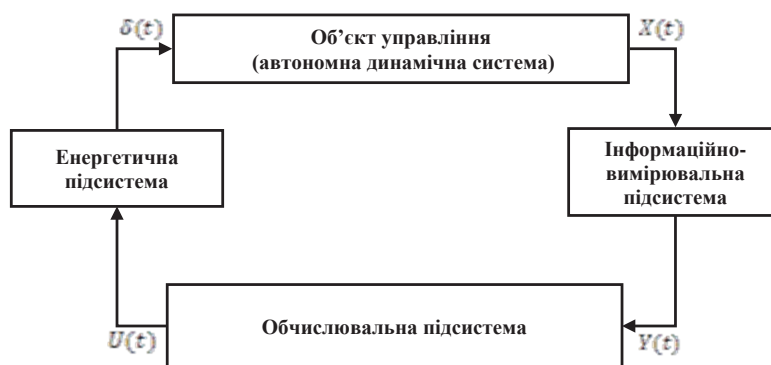 δ(t)
Об’єкт управління
(автономна динамічна система)
X(t)
Енергетична
підсистема
Інформаційно-
вимірювальна
підсистема
U(t)
Обчислювальна підсистема
Y(t)